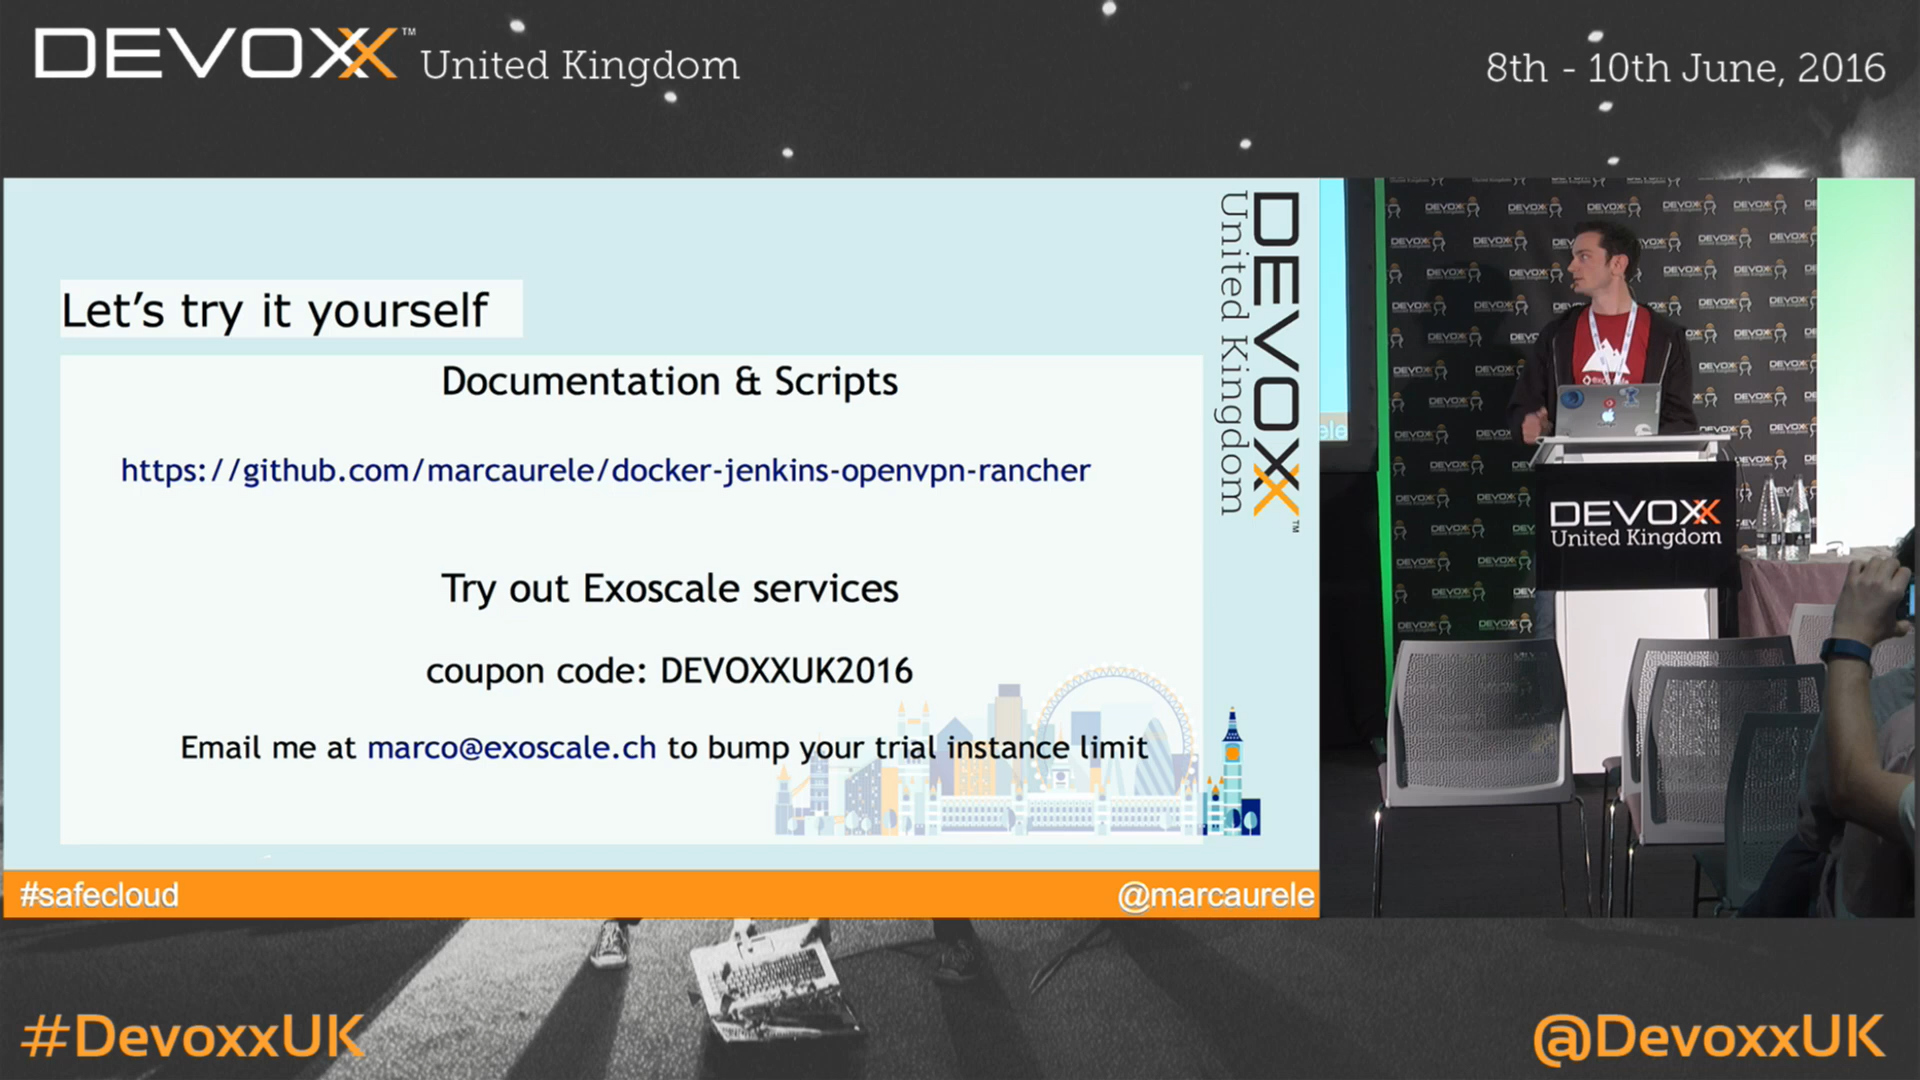 DEVOXX™ United Kingdom
8th - 10th June, 2016
Let's try it yourself
Documentation & Scripts
https://github.com/marcaurele/docker-jenkins-openvpn-rancher
Try out Exoscale services
coupon code: DEVOXXUK2016
Email me at marco@exoscale.ch to bump your trial instance limit
DEVOXX™
United Kingdom
#safecloud
@marcaurele
DEVOXX
United Kingdom
#DevoxxUK
@DevoxxUK